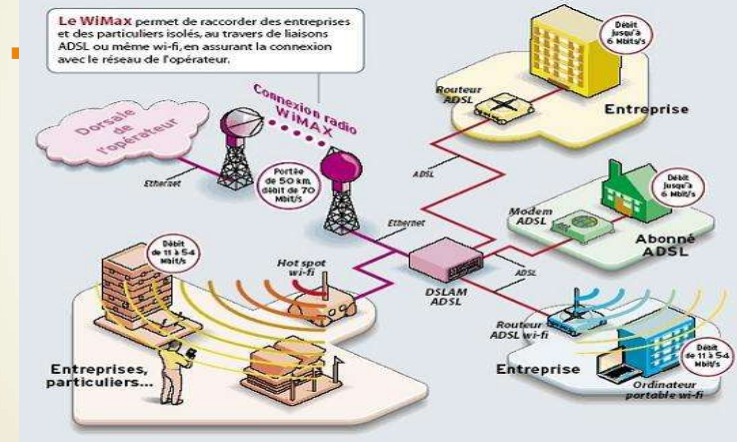 Le WiMax permet de raccorder des entreprises
et des particuliers isolés, au travers de liaisons
ADSL ou même wi-fi, en assurant la connexion
avec le réseau de l'opérateur.
Débit
jusqu'à
6 Mbits/s
Routeur
ADSL
Entreprise
Connexion radio
WiMAX
Dorsale
de
l'opérateur
Ethernet
Portée
de 50 km,
débit de 70
Mbit/s
ADSL
Ethernet
Débit
jusqu'à
6 Mbit/s
Modem
ADSL
Abonné
ADSL
Débit
de 11 à 54
Mbit/s
Hot spot
wi-fi
DSLAM
ADSL
ADSL
Routeur
ADSL wi-fi
Entreprise
Débit
de 11 à 54
Mbit/s
Ordinateur
portable wi-fi
Entreprises,
particuliers...